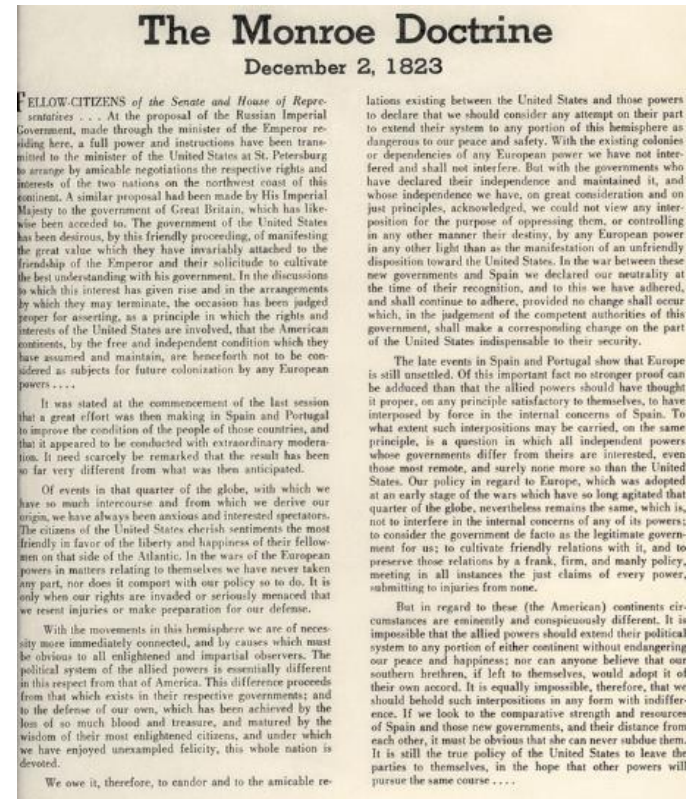 The Monroe Doctrine
December 2, 1823
FELLOW-CITIZENS of the Senate and House of Repre-
sentatives . . . At the proposal of the Russian Imperial
Government, made through the minister of the Emperor re-
siding here, a full power and instructions have been trans-
mitted to the minister of the United States at St. Petersburg
to arrange by amicable negotiations the respective rights and
interests of the two nations on the northwest coast of this
continent. A similar proposal had been made by His Imperial
Majesty to the government of Great Britain, which has like-
wise been acceded to. The government of the United States
has been desirous, by this friendly proceeding, of manifesting
the great value which they have invariably attached to the
friendship of the Emperor and their solicitude to cultivate
the best understanding with his government. In the discussions
to which this interest has given rise and in the arrangements
by which they may terminate, the occasion has been judged
proper for asserting, as a principle in which the rights and
interests of the United States are involved, that the American
continents, by the free and independent condition which they
have assumed and maintain, are henceforth not to be con-
sidered as subjects for future colonization by any European
powers . . . .
It was stated at the commencement of the last session
that a great effort was then making in Spain and Portugal
to improve the condition of the people of those countries, and
that it appeared to be conducted with extraordinary modera-
tion. It need scarcely be remarked that the result has been
so far very different from what was then anticipated.
Of events in that quarter of the globe, with which we
have so much intercourse and from which we derive our
origin, we have always been anxious and interested spectators.
The citizens of the United States cherish sentiments the most
friendly in favor of the liberty and happiness of their fellow-
men on that side of the Atlantic. In the wars of the European
powers in matters relating to themselves we have never taken
any part, nor does it comport with our policy so to do. It is
only when our rights are invaded or seriously menaced that
we resent injuries or make preparation for our defense.
With the movements in this hemisphere we are of neces-
sity more immediately connected, and by causes which must
be obvious to all enlightened and impartial observers. The
political system of the allied powers is essentially different
in this respect from that of America. This difference proceeds
from that which exists in their respective governments; and
to the defense of our own, which has been achieved by the
loss of so much blood and treasure, and matured by the
wisdom of their most enlightened citizens, and under which
we have enjoyed unexampled felicity, this whole nation is
devoted.
We owe it, therefore, to candor and to the amicable re-
lations existing between the United States and those powers
to declare that we should consider any attempt on their part
to extend their system to any portion of this hemisphere as
dangerous to our peace and safety. With the existing colonies
or dependencies of any European power we have not inter-
fered and shall not interfere. But with the governments who
have declared their independence and maintained it, and
whose independence we have, on great consideration and on
just principles, acknowledged, we could not view any inter-
position for the purpose of oppressing them, or controlling
in any other manner their destiny, by any European power
in any other light than as the manifestation of an unfriendly
disposition toward the United States. In the war between these
new governments and Spain we declared our neutrality at
the time of their recognition, and to this we have adhered,
and shall continue to adhere, provided no change shall occur
which, in the judgement of the competent authorities of this
government, shall make a corresponding change on the part
of the United States indispensable to their security.
The late events in Spain and Portugal show that Europe
is still unsettled. Of this important fact no stronger proof can
be adduced than that the allied powers should have thought
it proper, on any principle satisfactory to themselves, to have
interposed by force in the internal concerns of Spain. To
what extent such interpositions may be carried, on the same
principle, is a question in which all independent powers
whose governments differ from theirs are interested, even
those most remote, and surely none more so than the United
States. Our policy in regard to Europe, which was adopted
at an early stage of the wars which have so long agitated that
quarter of the globe, nevertheless remains the same, which is,
not to interfere in the internal concerns of any of its powers;
to consider the government de facto as the legitimate govern-
ment for us; to cultivate friendly relations with it, and to
preserve those relations by a frank, firm, and manly policy,
meeting in all instances the just claims of every power,
submitting to injuries from none.
But in regard to these (the American) continents cir-
cumstances are eminently and conspicuously different. It is
impossible that the allied powers should extend their political
system to any portion of either continent without endangering
our peace and happiness; nor can anyone believe that our
southern brethren, if left to themselves, would adopt it of
their own accord. It is equally impossible, therefore, that we
should behold such interpositions in any form with indiffer-
ence. If we look to the comparative strength and resources
of Spain and those new governments, and their distance from
each other, it must be obvious that she can never subdue them.
It is still the true policy of the United States to leave the
parties to themselves, in the hope that other powers will
pursue the same course . . . .